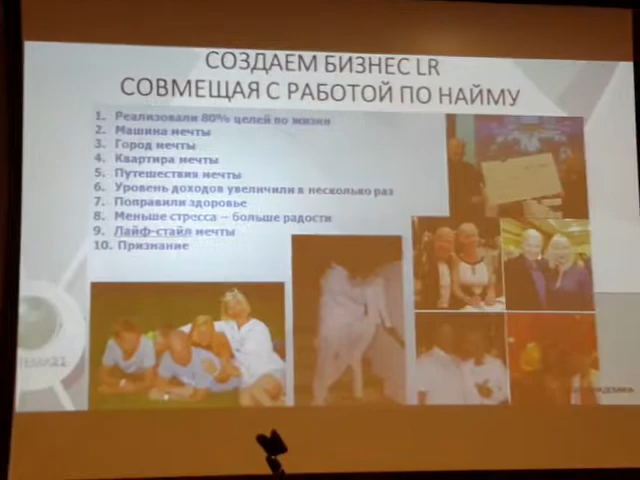 СОЗДАЕМ БИЗНЕС LR
СОВМЕЩАЯ С РАБОТОЙ ПО НАЙМУ
1. Реализовали 80% целей по жизни
2. Машина мечты
3. Город мечты
4. Квартира мечты
5. Путешествия мечты
6. Уровень доходов увеличили в несколько раз
7. Поправили здоровье
8. Меньше стресса – больше радости
9. Лайф-стайл мечты
10. Признание